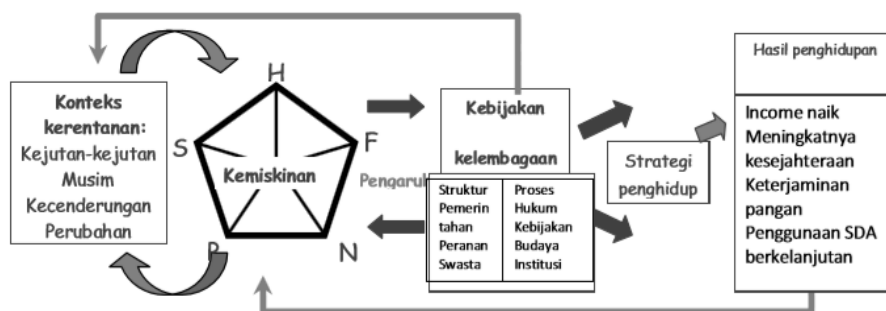 Konteks
kerentanan:
Kejutan-kejutan
Musim
Kecenderungan
Perubahan
H
S
F
Kemiskinan
P
N
Pengaruh
Kebijakan
kelembagaan
Struktur
Pemerin
tahan
Peranan
Swasta
Proses
Hukum
Kebijakan
Budaya
Institusi
Strategi
penghidup
Hasil penghidupan
Income naik
Meningkatnya
kesejahteraan
Keterjaminan
pangan
Penggunaan SDA
berkelanjutan